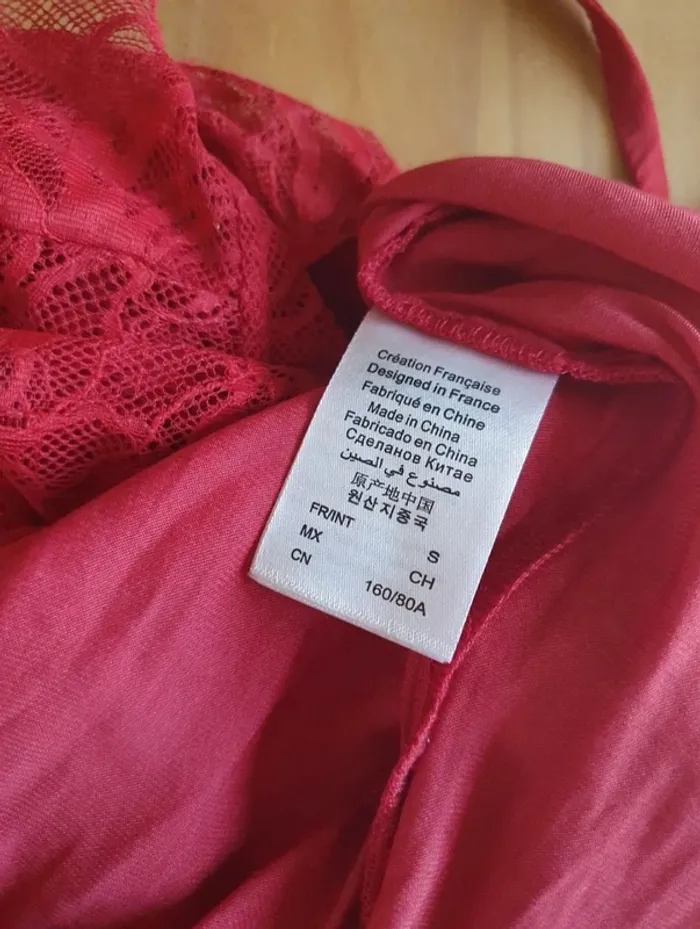 Création Française
Designed in France
Fabriqué en Chine
Made in China
Fabricado en China
Сделанов Китае
مصنوع في الصين
原产地中国
원산지중국
FR/INT S
MX CH
CN 160/80A